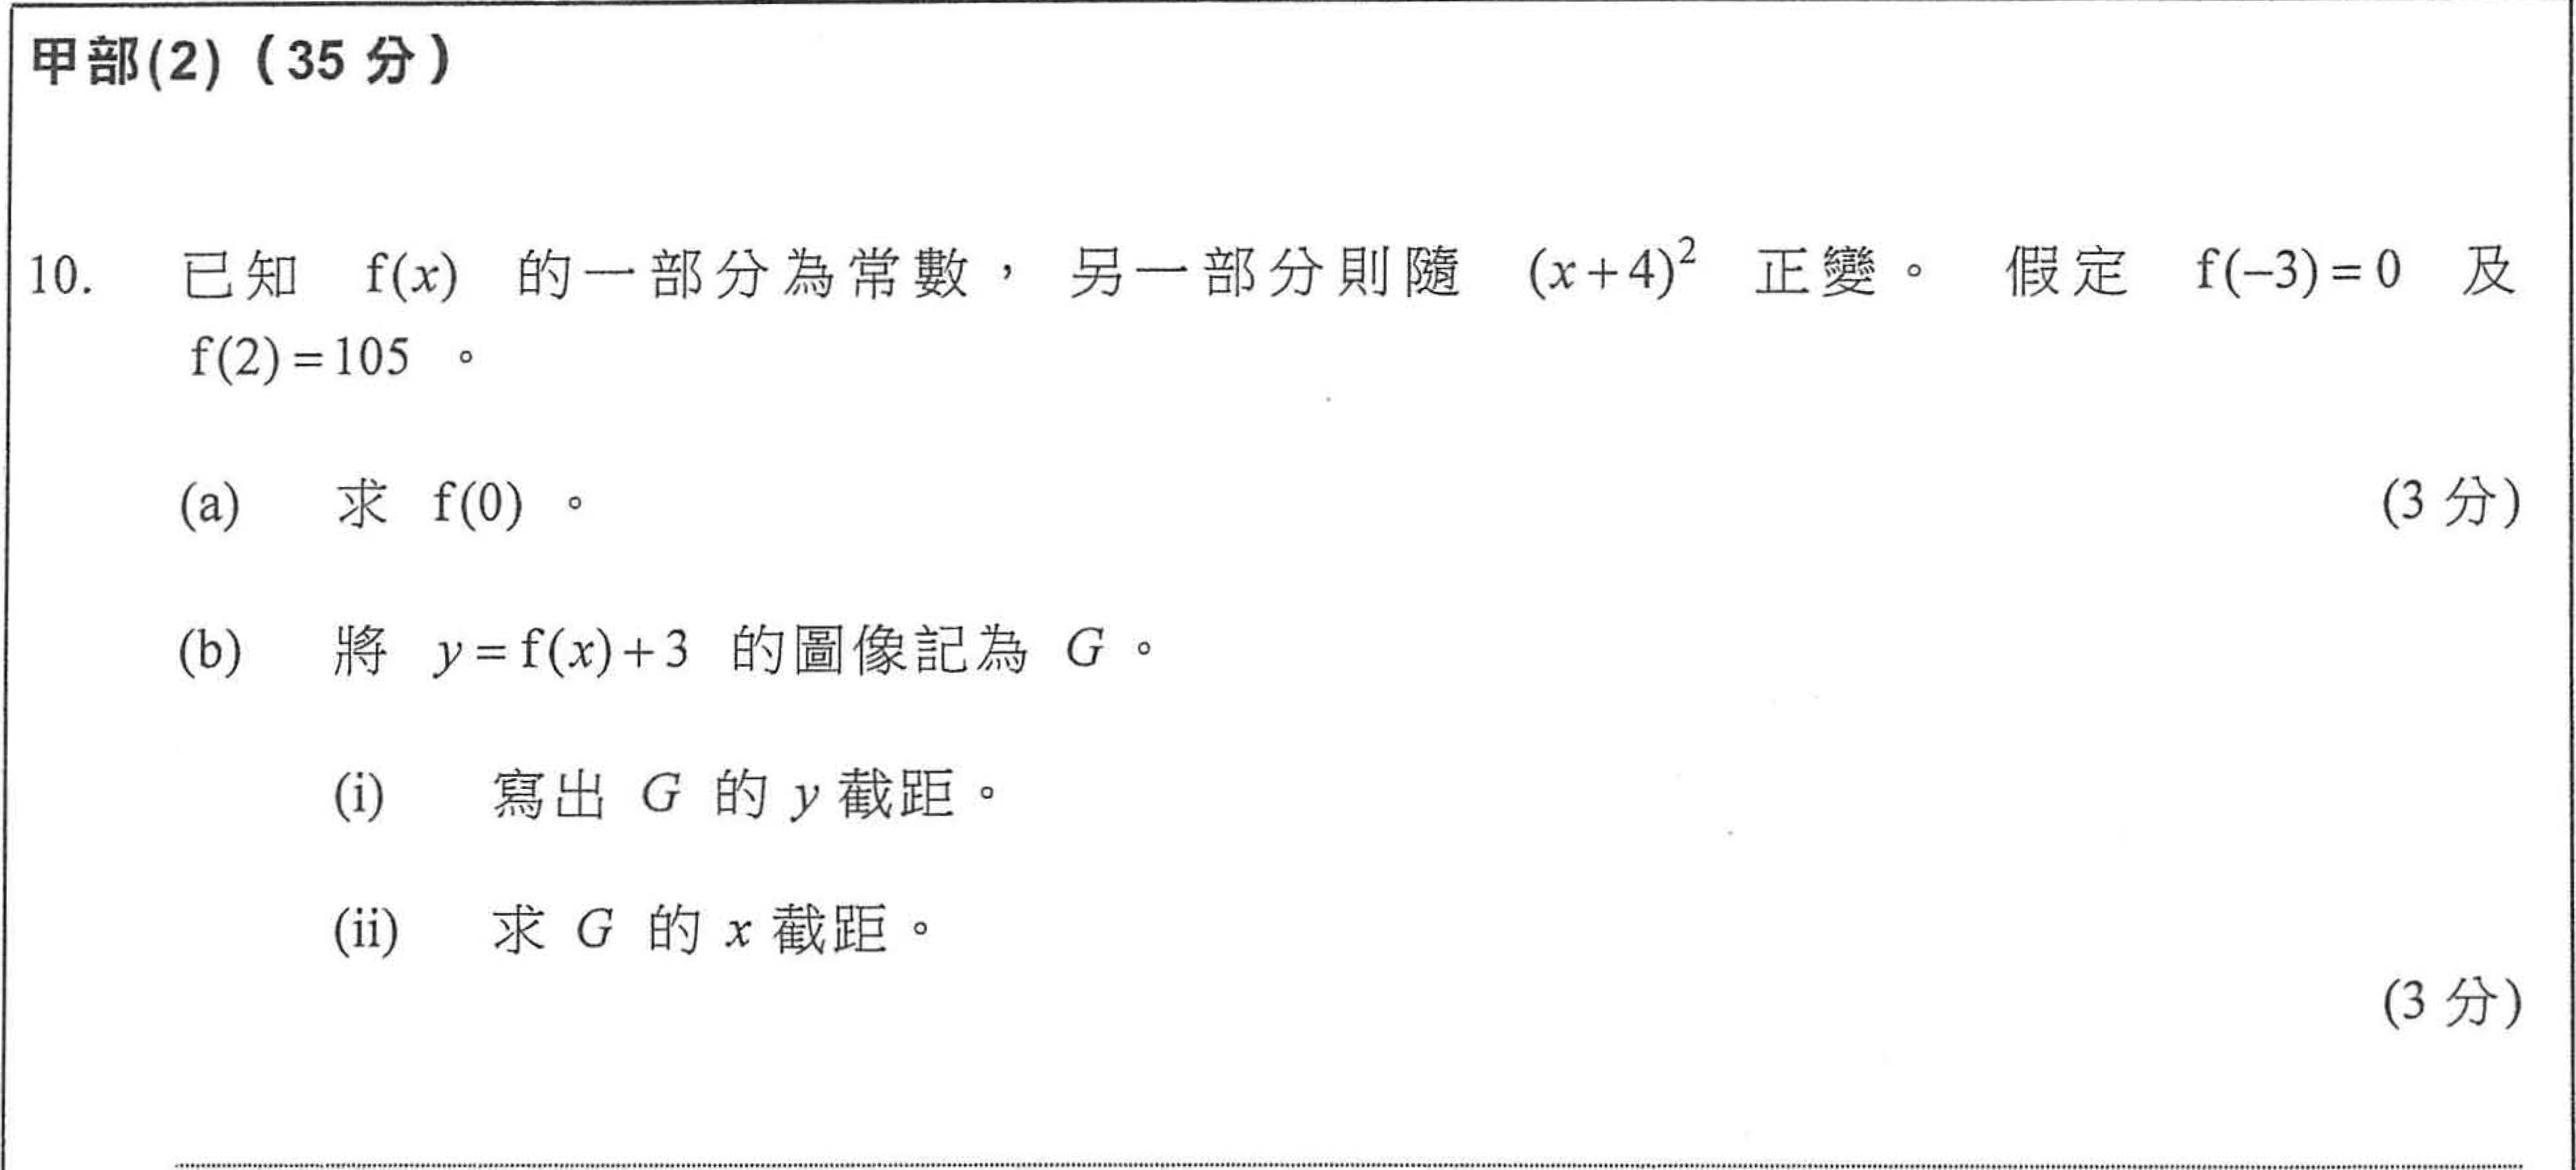 甲部(2)（35 分）
10. 已知 f(x) 的一部分為常數，另一部分則隨 (x+4)² 正變。假定 f(−3)=0 及
f(2)=105 。
(a) 求 f(0) 。 (3 分)
(b) 將 y=f(x)+3 的圖像記為 G 。
(i) 寫出 G 的 y 截距。
(ii) 求 G 的 x 截距。
(3 分)